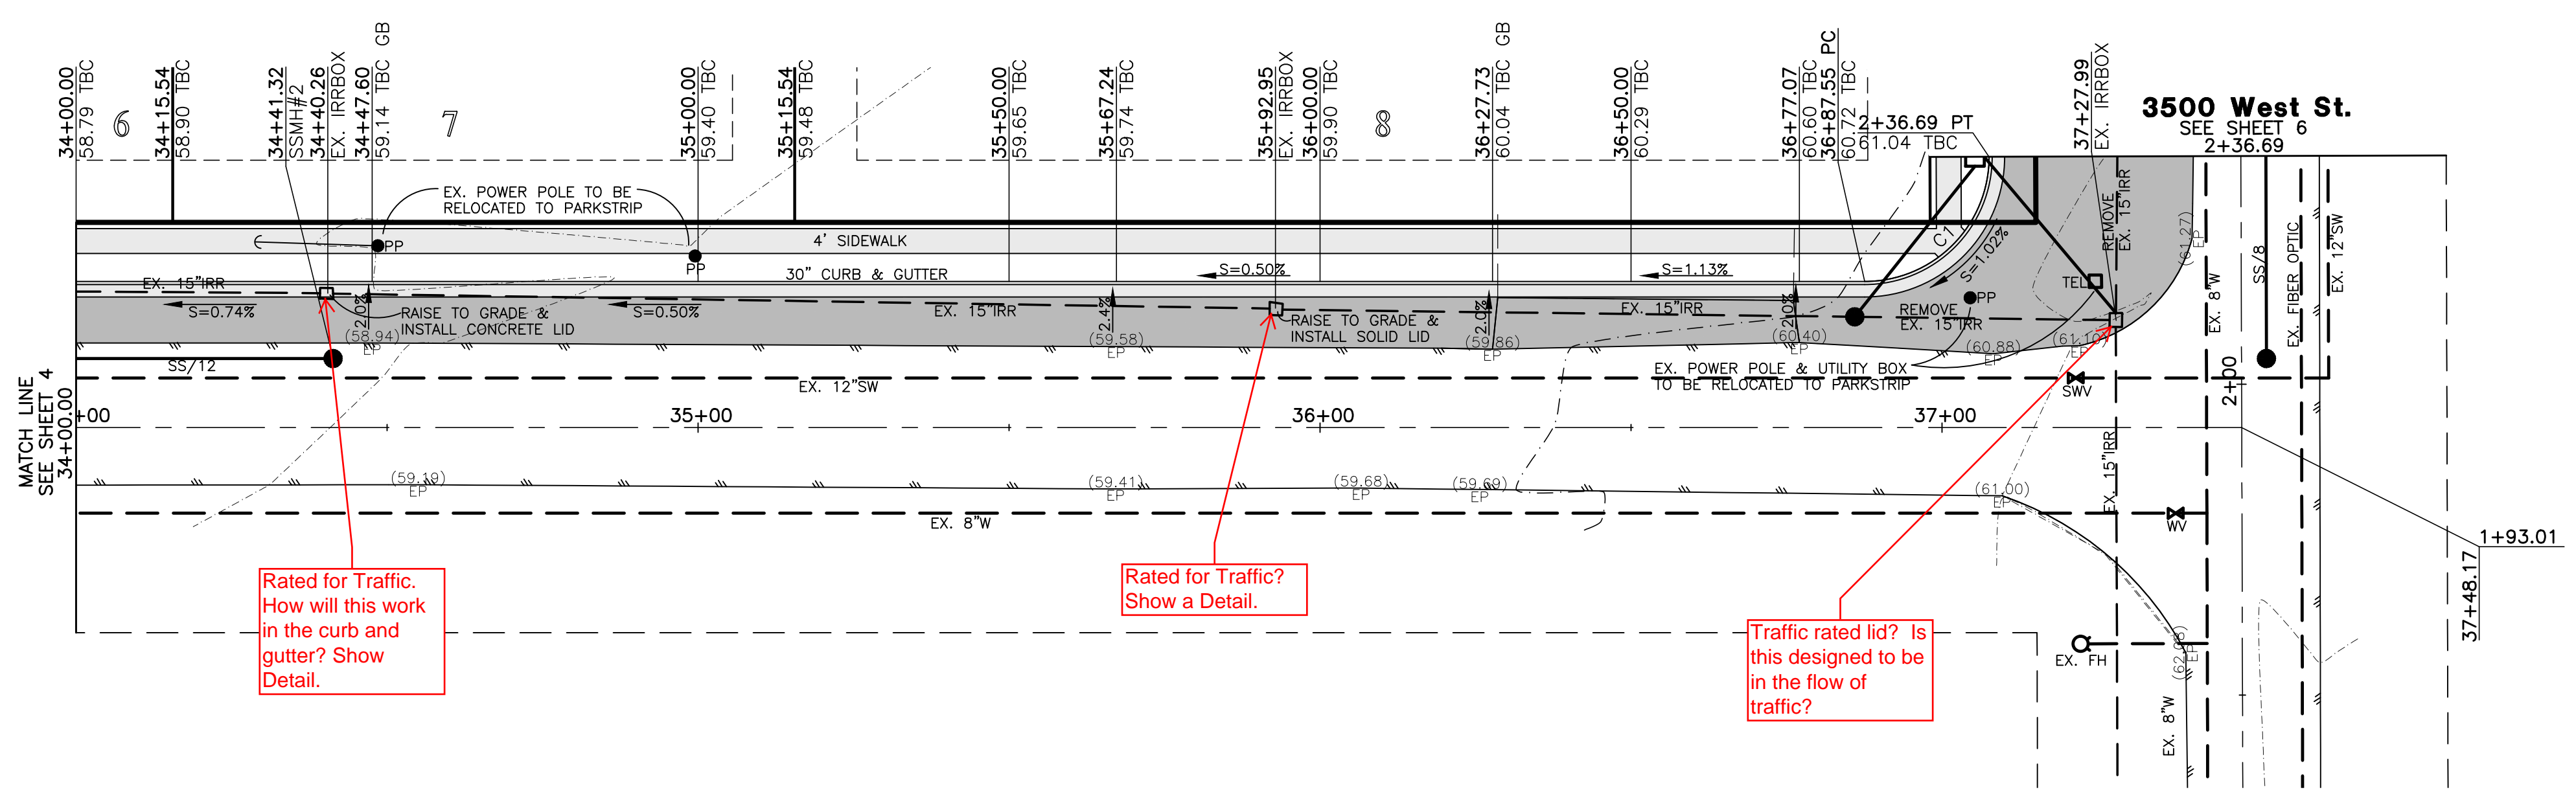 34+00.00
58.79 TBC
6
34+15.54
58.90 TBC
34+41.32
SSMH#2
34+40.26
EX. IRRBOX
34+47.60
59.14 TBC GB
7
35+00.00
59.40 TBC
35+15.54
59.48 TBC
35+50.00
59.65 TBC
35+67.24
59.74 TBC
35+92.95
EX. IRRBOX
36+00.00
59.90 TBC
8
36+27.73
60.04 TBC GB
36+50.00
60.29 TBC
36+77.07
60.60 TBC
36+87.55 PC
60.72 TBC
2+36.69 PT
61.04 TBC
37+27.99
EX. IRRBOX
3500 West St.
SEE SHEET 6
2+36.69
EX. POWER POLE TO BE
RELOCATED TO PARKSTRIP
PP
PP
4' SIDEWALK
30" CURB & GUTTER
S=0.50%
S=1.13%
C1
S=1.02%
REMOVE
EX. 15"IRR
(61.27)
EP
EX. 8"W
SS/8
EX. FIBER OPTIC
EX. 12"SW
EX. 15"IRR
S=0.74%
2.0%
RAISE TO GRADE &
INSTALL CONCRETE LID
S=0.50%
EX. 15"IRR
2.4%
RAISE TO GRADE &
INSTALL SOLID LID
2.0%
EX. 15"IRR
2.0%
TEL
PP
REMOVE
EX. 15"IRR
(58.94)
EP
(59.58)
EP
(59.86)
EP
(60.40)
EP
(60.88)
EP
(61.10)
EP
SS/12
EX. 12"SW
EX. POWER POLE & UTILITY BOX
TO BE RELOCATED TO PARKSTRIP
SWV
2+00
MATCH LINE
SEE SHEET 4
34+00.00
+00
35+00
36+00
37+00
(59.19)
EP
(59.41)
EP
(59.68)
EP
(59.69)
EP
(61.00)
EP
EX. 15"IRR
EX. 8"W
WV
1+93.01
37+48.17
Rated for Traffic.
How will this work
in the curb and
gutter? Show
Detail.
Rated for Traffic?
Show a Detail.
Traffic rated lid? Is
this designed to be
in the flow of
traffic?
EX. FH
EP
EX. 8"W